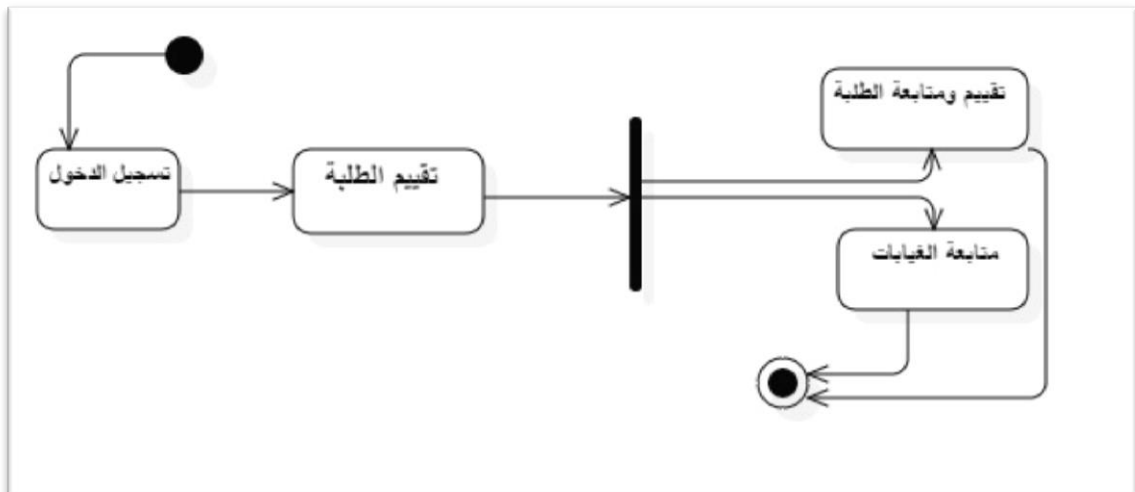 تقييم ومتابعة الطلبة
تسجيل الدخول
تقييم الطلبة
متابعة الغيابات